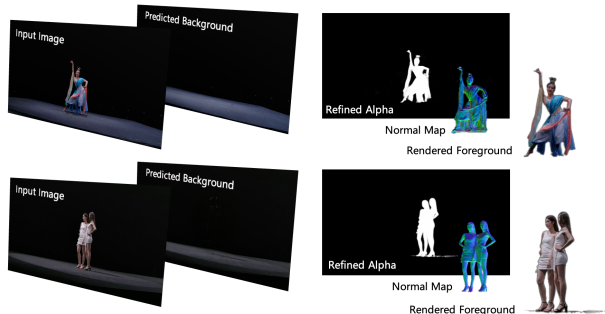 Input Image
Predicted Background
Refined Alpha
Normal Map
Rendered Foreground
Input Image
Predicted Background
Refined Alpha
Normal Map
Rendered Foreground